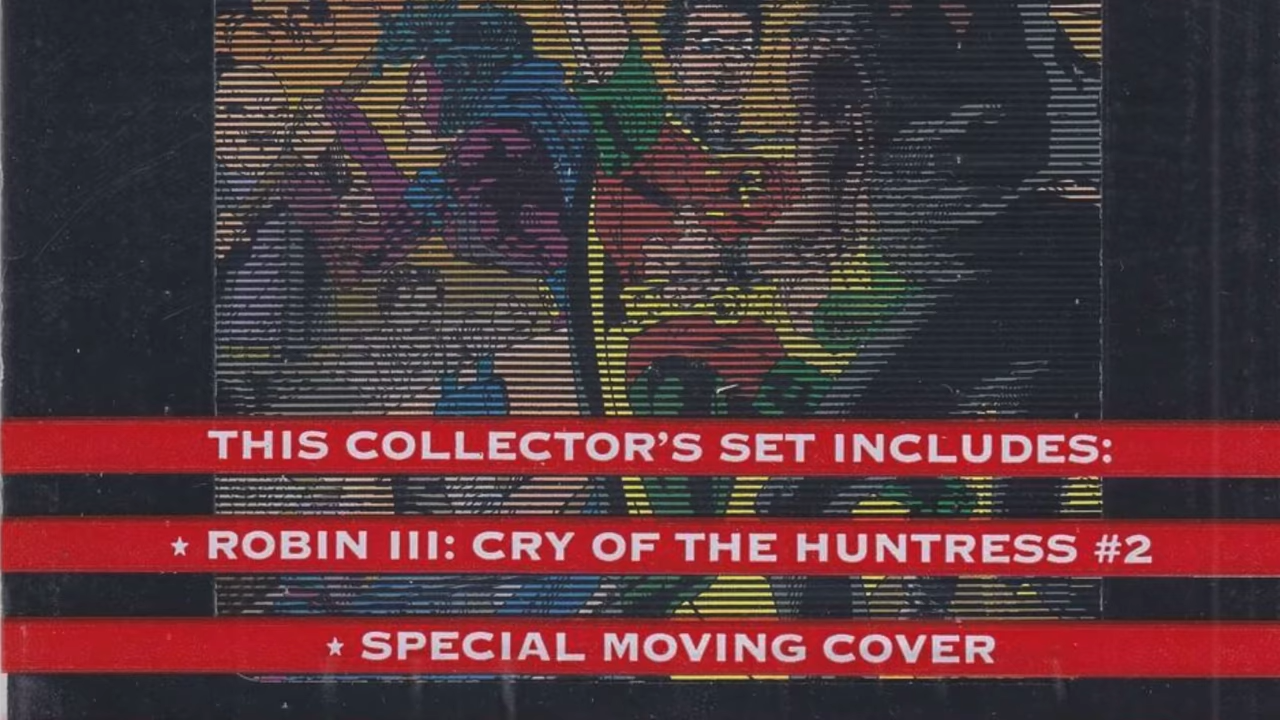 THIS COLLECTOR'S SET INCLUDES:
★ ROBIN III: CRY OF THE HUNTRESS #2
★ SPECIAL MOVING COVER